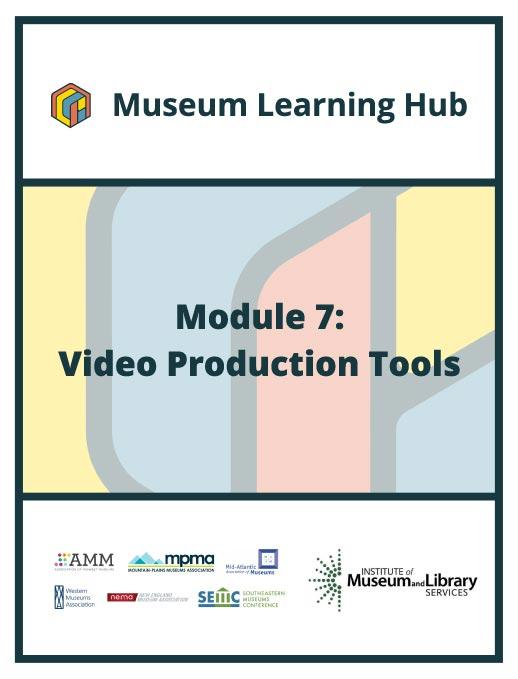 Museum Learning Hub
Module 7:
Video Production Tools
AMM
ASSOCIATION OF MIDWEST MUSEUMS
mpma
MOUNTAIN-PLAINS MUSEUMS ASSOCIATION
Mid-Atlantic
Association of Museums
Western
Museums
Association
nema
NEW ENGLAND
MUSEUM ASSOCIATION
SEMC
SOUTHEASTERN
MUSEUMS
CONFERENCE
INSTITUTE of
Museum and Library
SERVICES